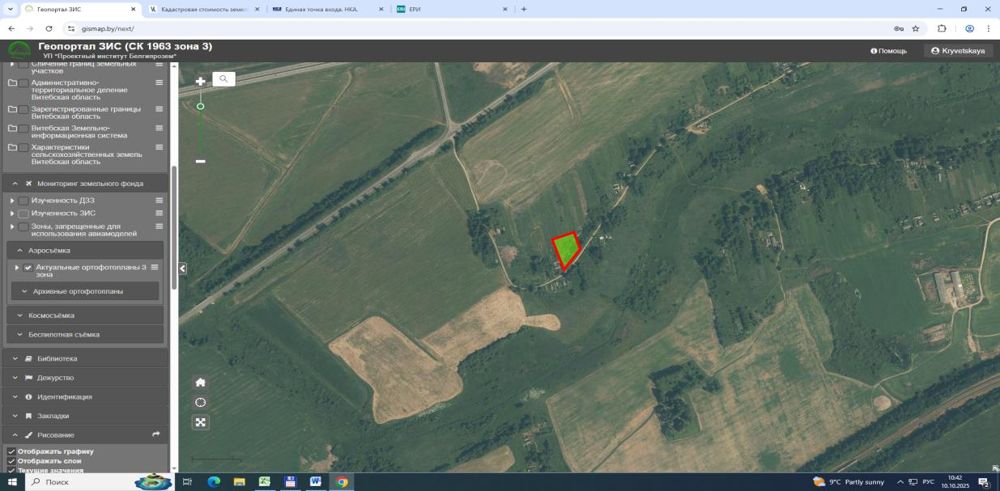 Геопортал ЗИС
Кадастровая стоимость земел
Единая точка входа. НКА.
ЕРИ
gismap.by/next/
Геопортал ЗИС (СК 1963 зона 3)
УП "Проектный институт Белгипрозем"
Помощь
Kryvetskaya
Сличение границ земельных
участков
Административно-
территориальное деление
Витебская область
Зарегистрированные границы
Витебская область
Витебская Земельно-
информационная система
Характеристики
сельскохозяйственных земель
Витебская область
Мониторинг земельного фонда
Изученность ДЗЗ
Изученность ЗИС
Зоны, запрещенные для
использования авиамоделей
Аэросъёмка
Актуальные ортофотопланы 3
зона
Архивные ортофотопланы
Космосъёмка
Беспилотная съёмка
Библиотека
Дежурство
Идентификация
Закладки
Рисование
Отображать графику
Отображать слои
Текущие значения
Поиск
9°C Partly sunny
РУС
10:42
10.10.2025
2